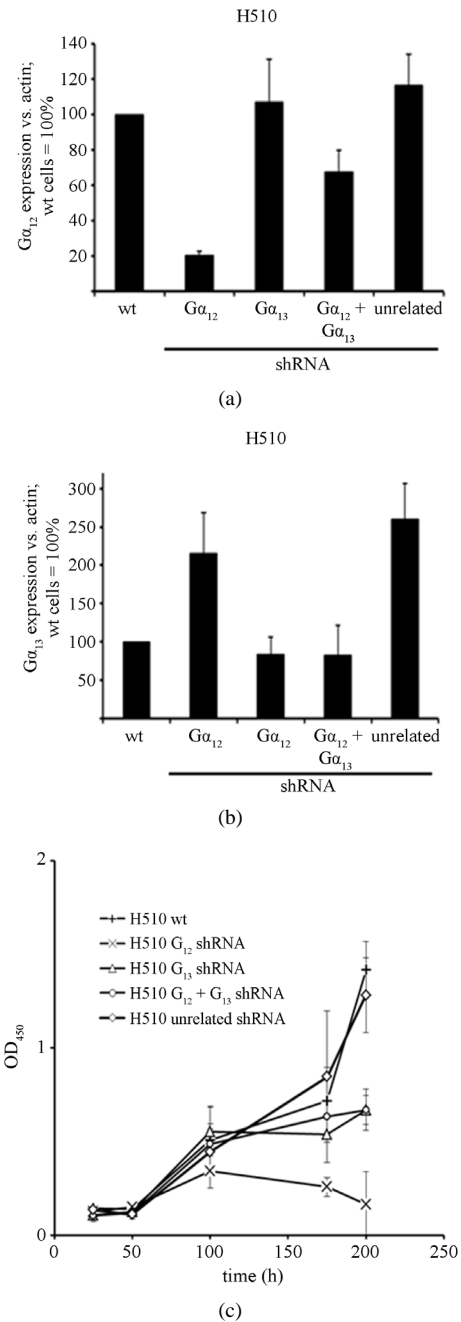 H510
Gα₁₂ expression vs. actin;
wt cells = 100%
140
120
100
80
60
40
20
wt
Gα₁₂
Gα₁₃
Gα₁₂ +
Gα₁₃
unrelated
shRNA
(a)
H510
Gα₁₃ expression vs. actin;
wt cells = 100%
300
250
200
150
100
50
wt
Gα₁₂
Gα₁₂
Gα₁₂ +
Gα₁₃
unrelated
shRNA
(b)
2
1
0
OD₄₅₀
H510 wt
H510 G₁₂ shRNA
H510 G₁₃ shRNA
H510 G₁₂ + G₁₃ shRNA
H510 unrelated shRNA
0 50 100 150 200 250
time (h)
(c)